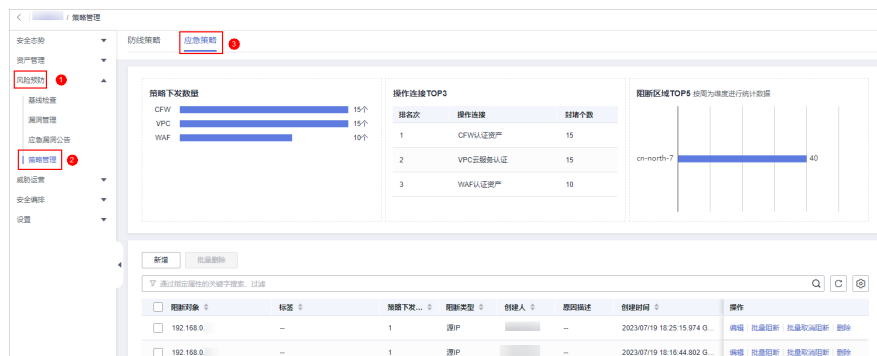 / 策略管理
安全态势
资产管理
风险预防
1
基线检查
漏洞管理
应急漏洞公告
策略管理
2
威胁运营
安全编排
设置
防线策略
应急策略
3
策略下发数量
CFW 15个
VPC 15个
WAF 10个
操作连接TOP3
排名次 操作连接 封堵个数
1 CFW认证资产 15
2 VPC云服务认证 15
3 WAF认证资产 10
阻断区域TOP5 按周为维度进行统计数据
cn-north-7 40
新增 批量删除
通过指定属性的关键字搜索、过滤
阻断对象 标签 策略下发... 阻断类型 创建人 原因描述 创建时间 操作
192.168.0. -- 1 源IP -- 2023/07/19 18:25:15.974 G... 编辑 批量阻断 批量取消阻断 删除
192.168.0. -- 1 源IP -- 2023/07/19 18:16:44.802 G... 编辑 批量阻断 批量取消阻断 删除